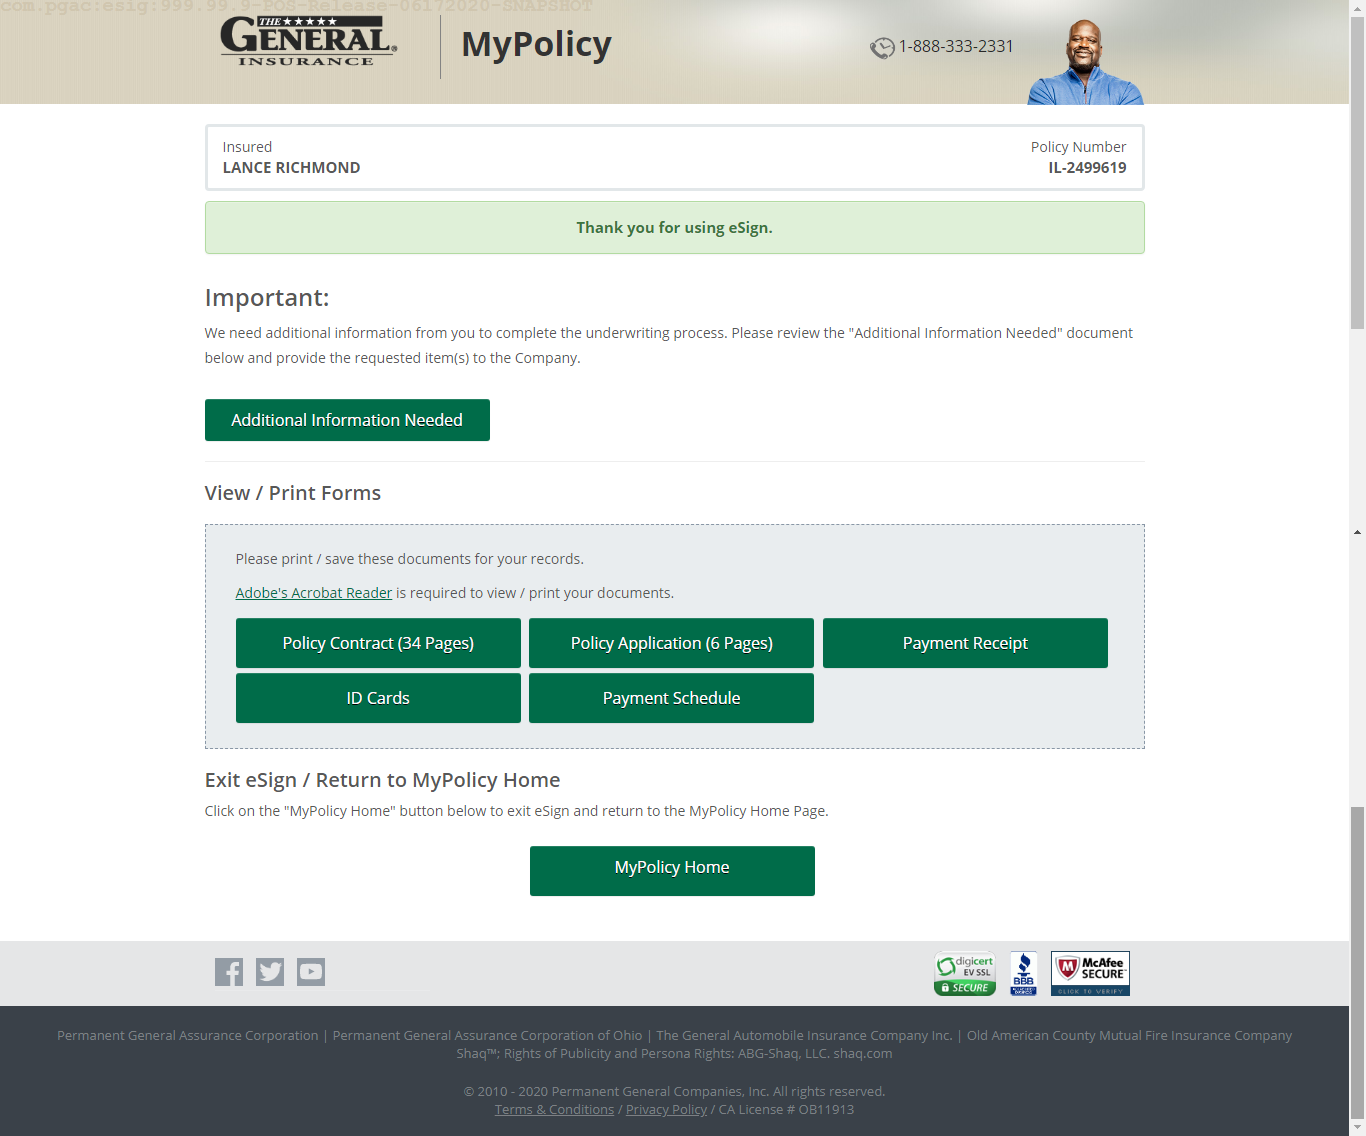 com.pgac:esig:999.99.9-POS-Release-06172020-SNAPSHOT
THE
GENERAL®
INSURANCE
MyPolicy
1-888-333-2331
Insured
Policy Number
LANCE RICHMOND
IL-2499619
Thank you for using eSign.
Important:
We need additional information from you to complete the underwriting process. Please review the "Additional Information Needed" document
below and provide the requested item(s) to the Company.
Additional Information Needed
View / Print Forms
Please print / save these documents for your records.
Adobe's Acrobat Reader is required to view / print your documents.
Policy Contract (34 Pages)
Policy Application (6 Pages)
Payment Receipt
ID Cards
Payment Schedule
Exit eSign / Return to MyPolicy Home
Click on the "MyPolicy Home" button below to exit eSign and return to the MyPolicy Home Page.
MyPolicy Home
digicert
EV SSL
SECURE
BBB
McAfee
SECURE™
CLICK TO VERIFY
Permanent General Assurance Corporation | Permanent General Assurance Corporation of Ohio | The General Automobile Insurance Company Inc. | Old American County Mutual Fire Insurance Company
Shaq™; Rights of Publicity and Persona Rights: ABG-Shaq, LLC. shaq.com
© 2010 - 2020 Permanent General Companies, Inc. All rights reserved.
Terms & Conditions / Privacy Policy / CA License # OB11913